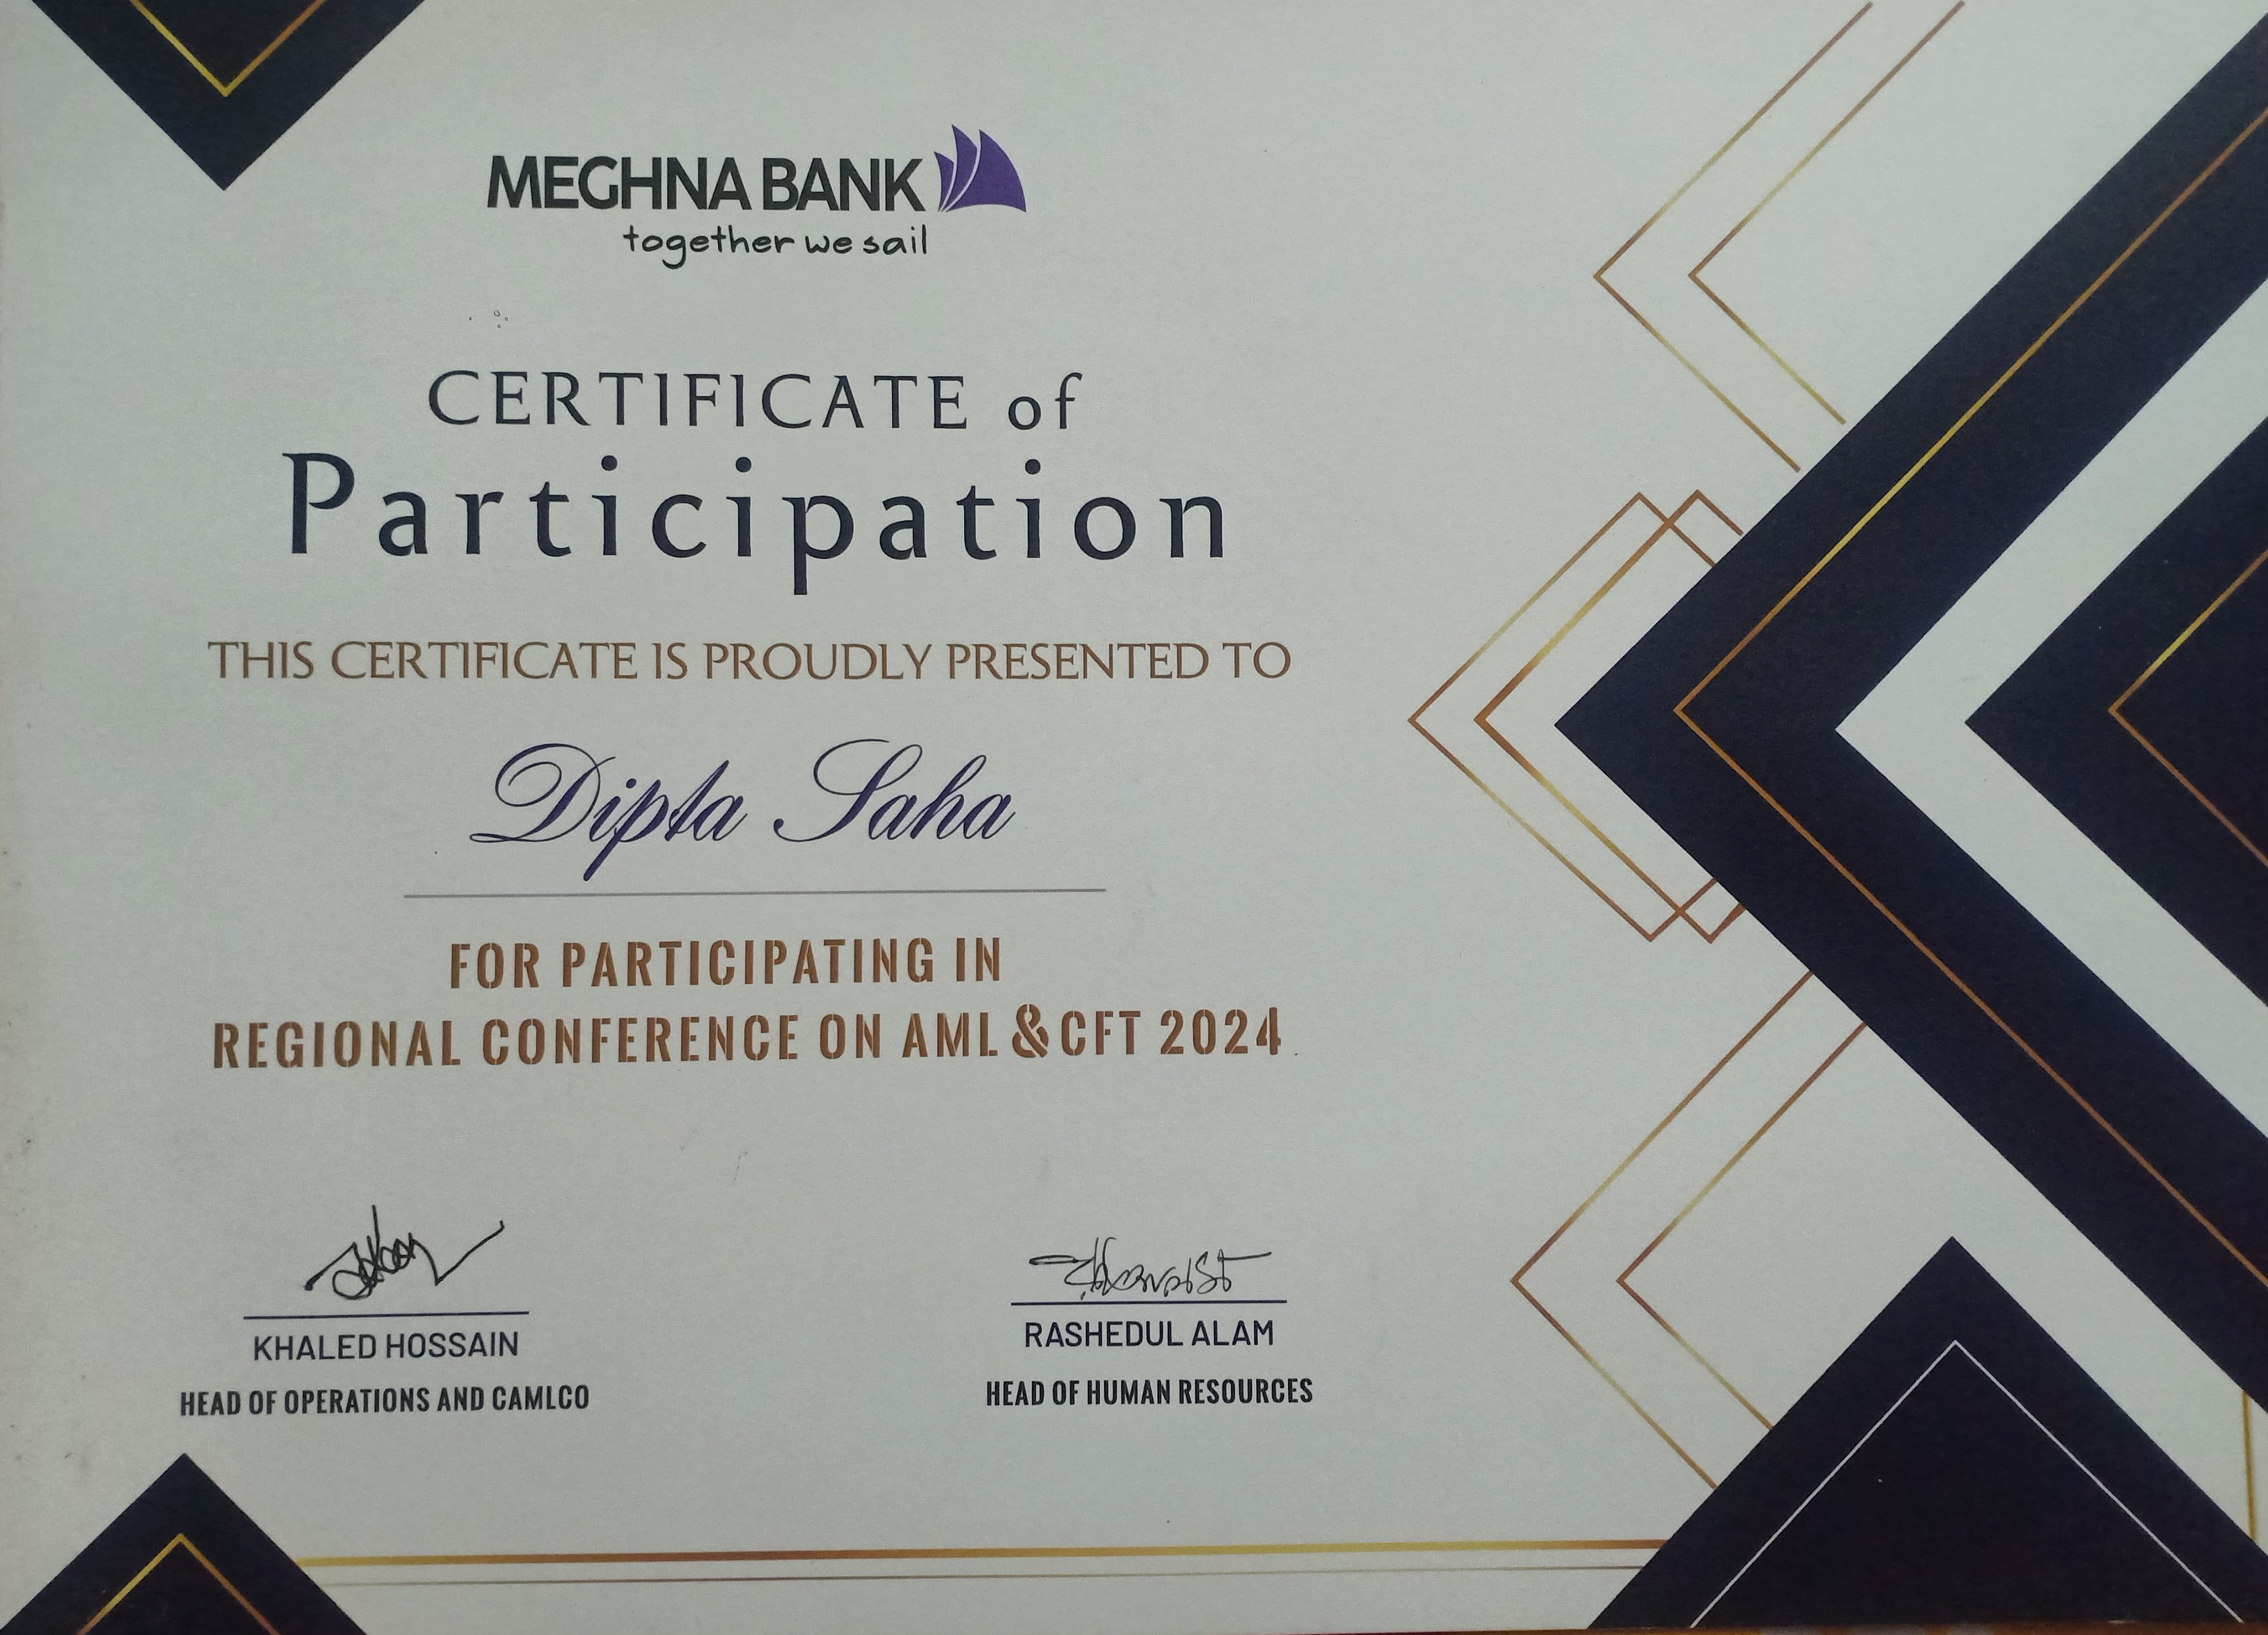 MEGHNA BANK
together we sail
CERTIFICATE of
Participation
THIS CERTIFICATE IS PROUDLY PRESENTED TO
Dipta Saha
FOR PARTICIPATING IN
REGIONAL CONFERENCE ON AML & CFT 2024
KHALED HOSSAIN
HEAD OF OPERATIONS AND CAMLCO
RASHEDUL ALAM
HEAD OF HUMAN RESOURCES